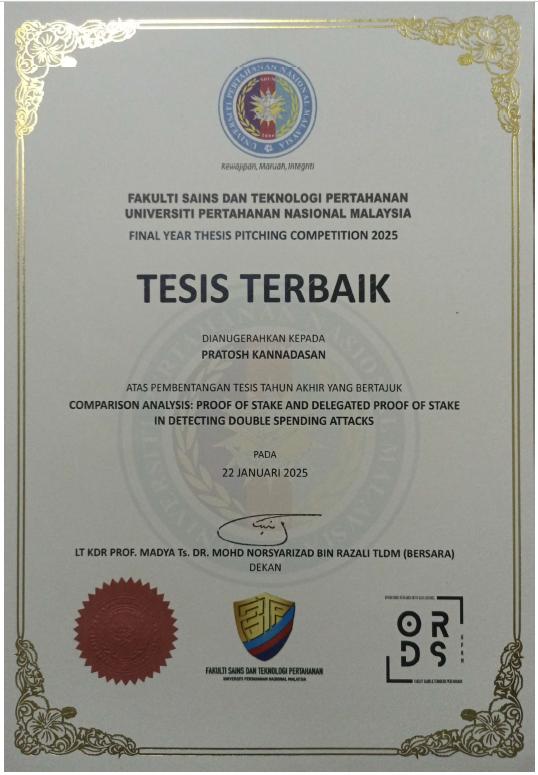 UNIVERSITI PERTAHANAN NASIONAL MALAYSIA
Kewajipan, Maruah, Integriti
FAKULTI SAINS DAN TEKNOLOGI PERTAHANAN
UNIVERSITI PERTAHANAN NASIONAL MALAYSIA
FINAL YEAR THESIS PITCHING COMPETITION 2025
TESIS TERBAIK
DIANUGERAHKAN KEPADA
PRATOSH KANNADASAN
ATAS PEMBENTANGAN TESIS TAHUN AKHIR YANG BERTAJUK
COMPARISON ANALYSIS: PROOF OF STAKE AND DELEGATED PROOF OF STAKE
IN DETECTING DOUBLE SPENDING ATTACKS
PADA
22 JANUARI 2025
LT KDR PROF. MADYA Ts. DR. MOHD NORSYARIZAD BIN RAZALI TLDM (BERSARA)
DEKAN
FAKULTI SAINS DAN TEKNOLOGI PERTAHANAN
UNIVERSITI PERTAHANAN NASIONAL MALAYSIA
OR
DS
UPNM